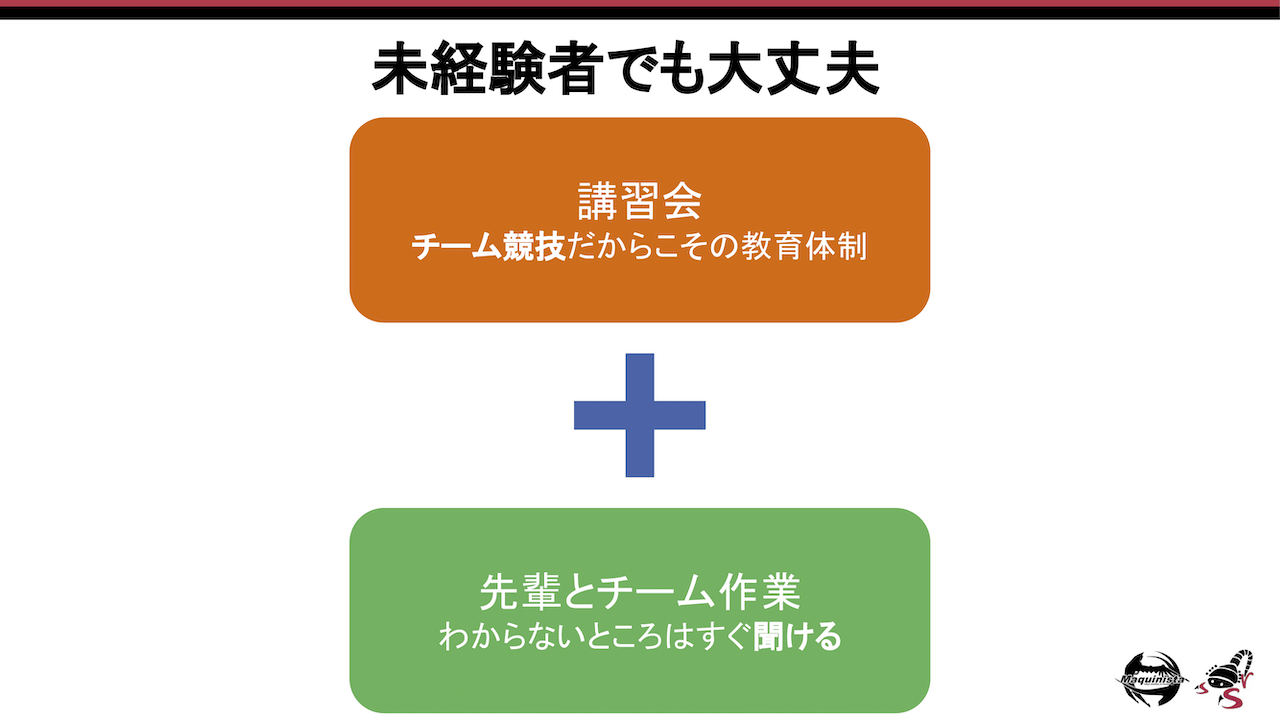 未経験者でも大丈夫
講習会
チーム競技だからこその教育体制
先輩とチーム作業
わからないところはすぐ聞ける
Maquinista
SSr